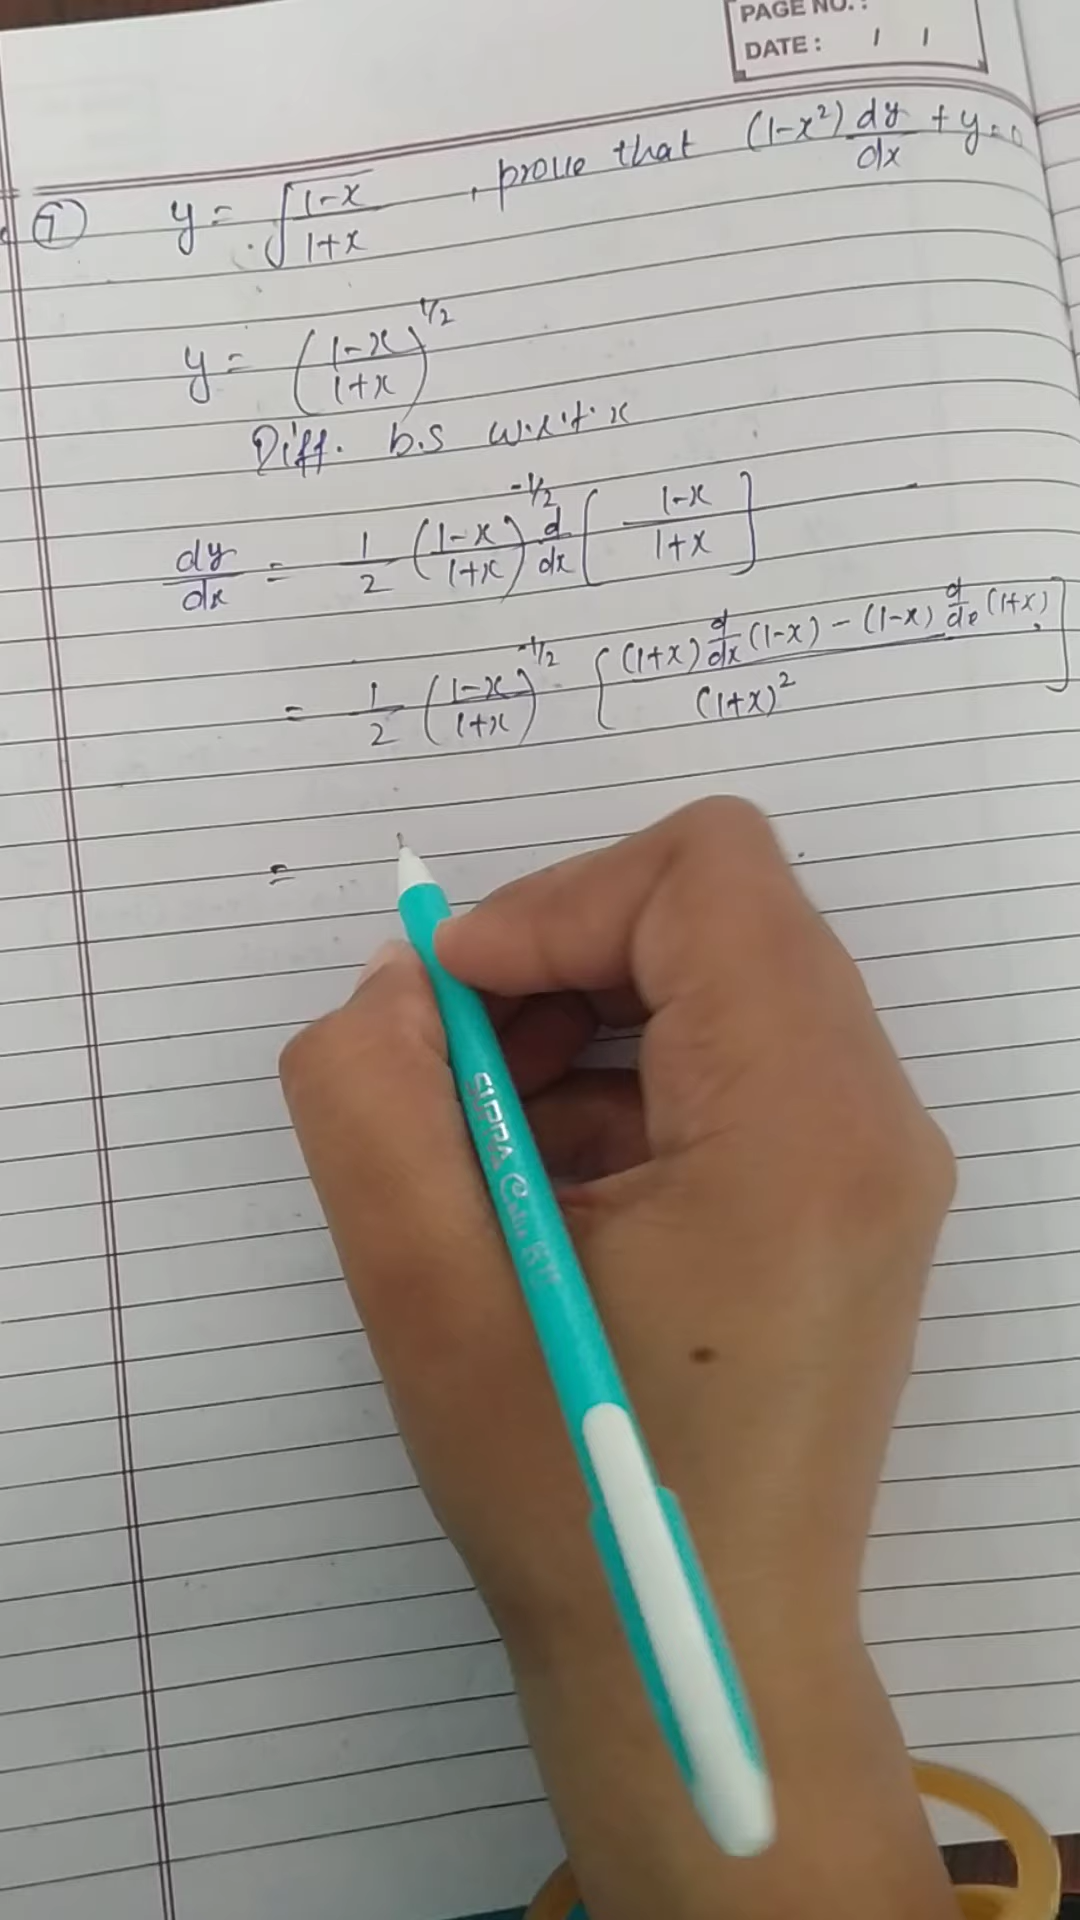 PAGE NO. :
DATE : / /
⑦ y = √(1-x)/(1+x) , prove that (1-x²) dy/dx + y = 0
y = ((1-x)/(1+x))^1/2
Diff. b.s w.r.t. x
dy/dx = 1/2 ((1-x)/(1+x))^-1/2 d/dx [(1-x)/(1+x)]
= 1/2 ((1-x)/(1+x))^-1/2 [((1+x) d/dx (1-x) - (1-x) d/dx (1+x))/(1+x)²]
=